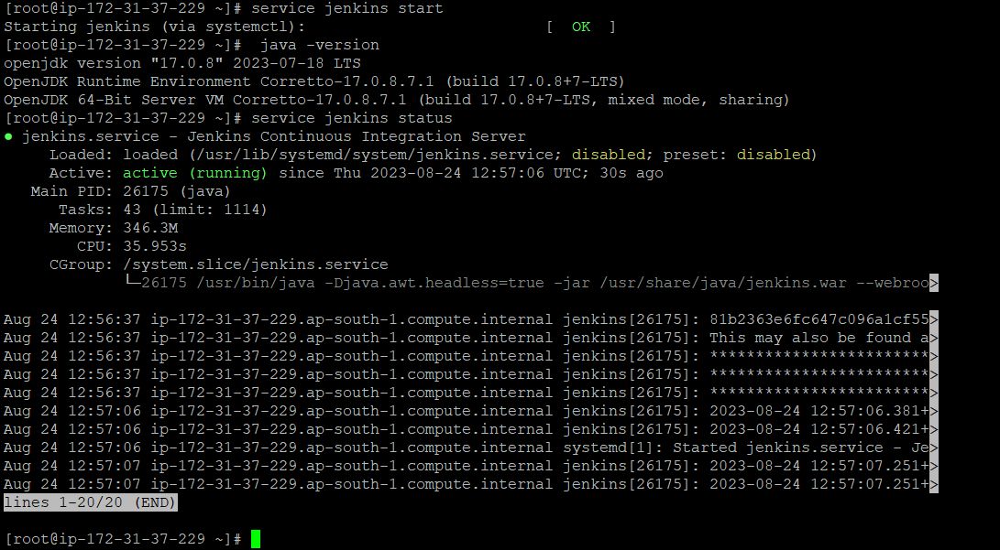 [root@ip-172-31-37-229 ~]# service jenkins start
Starting jenkins (via systemctl):                          [  OK  ]
[root@ip-172-31-37-229 ~]#  java -version
openjdk version "17.0.8" 2023-07-18 LTS
OpenJDK Runtime Environment Corretto-17.0.8.7.1 (build 17.0.8+7-LTS)
OpenJDK 64-Bit Server VM Corretto-17.0.8.7.1 (build 17.0.8+7-LTS, mixed mode, sharing)
[root@ip-172-31-37-229 ~]# service jenkins status
● jenkins.service - Jenkins Continuous Integration Server
     Loaded: loaded (/usr/lib/systemd/system/jenkins.service; disabled; preset: disabled)
     Active: active (running) since Thu 2023-08-24 12:57:06 UTC; 30s ago
   Main PID: 26175 (java)
      Tasks: 43 (limit: 1114)
     Memory: 346.3M
        CPU: 35.953s
     CGroup: /system.slice/jenkins.service
             └─26175 /usr/bin/java -Djava.awt.headless=true -jar /usr/share/java/jenkins.war --webroo>
Aug 24 12:56:37 ip-172-31-37-229.ap-south-1.compute.internal jenkins[26175]: 81b2363e6fc647c096a1cf55>
Aug 24 12:56:37 ip-172-31-37-229.ap-south-1.compute.internal jenkins[26175]: This may also be found a>
Aug 24 12:56:37 ip-172-31-37-229.ap-south-1.compute.internal jenkins[26175]: ************************>
Aug 24 12:56:37 ip-172-31-37-229.ap-south-1.compute.internal jenkins[26175]: ************************>
Aug 24 12:56:37 ip-172-31-37-229.ap-south-1.compute.internal jenkins[26175]: ************************>
Aug 24 12:57:06 ip-172-31-37-229.ap-south-1.compute.internal jenkins[26175]: 2023-08-24 12:57:06.381+>
Aug 24 12:57:06 ip-172-31-37-229.ap-south-1.compute.internal jenkins[26175]: 2023-08-24 12:57:06.421+>
Aug 24 12:57:06 ip-172-31-37-229.ap-south-1.compute.internal systemd[1]: Started jenkins.service - Je>
Aug 24 12:57:07 ip-172-31-37-229.ap-south-1.compute.internal jenkins[26175]: 2023-08-24 12:57:07.251+>
Aug 24 12:57:07 ip-172-31-37-229.ap-south-1.compute.internal jenkins[26175]: 2023-08-24 12:57:07.251+>
lines 1-20/20 (END)
[root@ip-172-31-37-229 ~]#